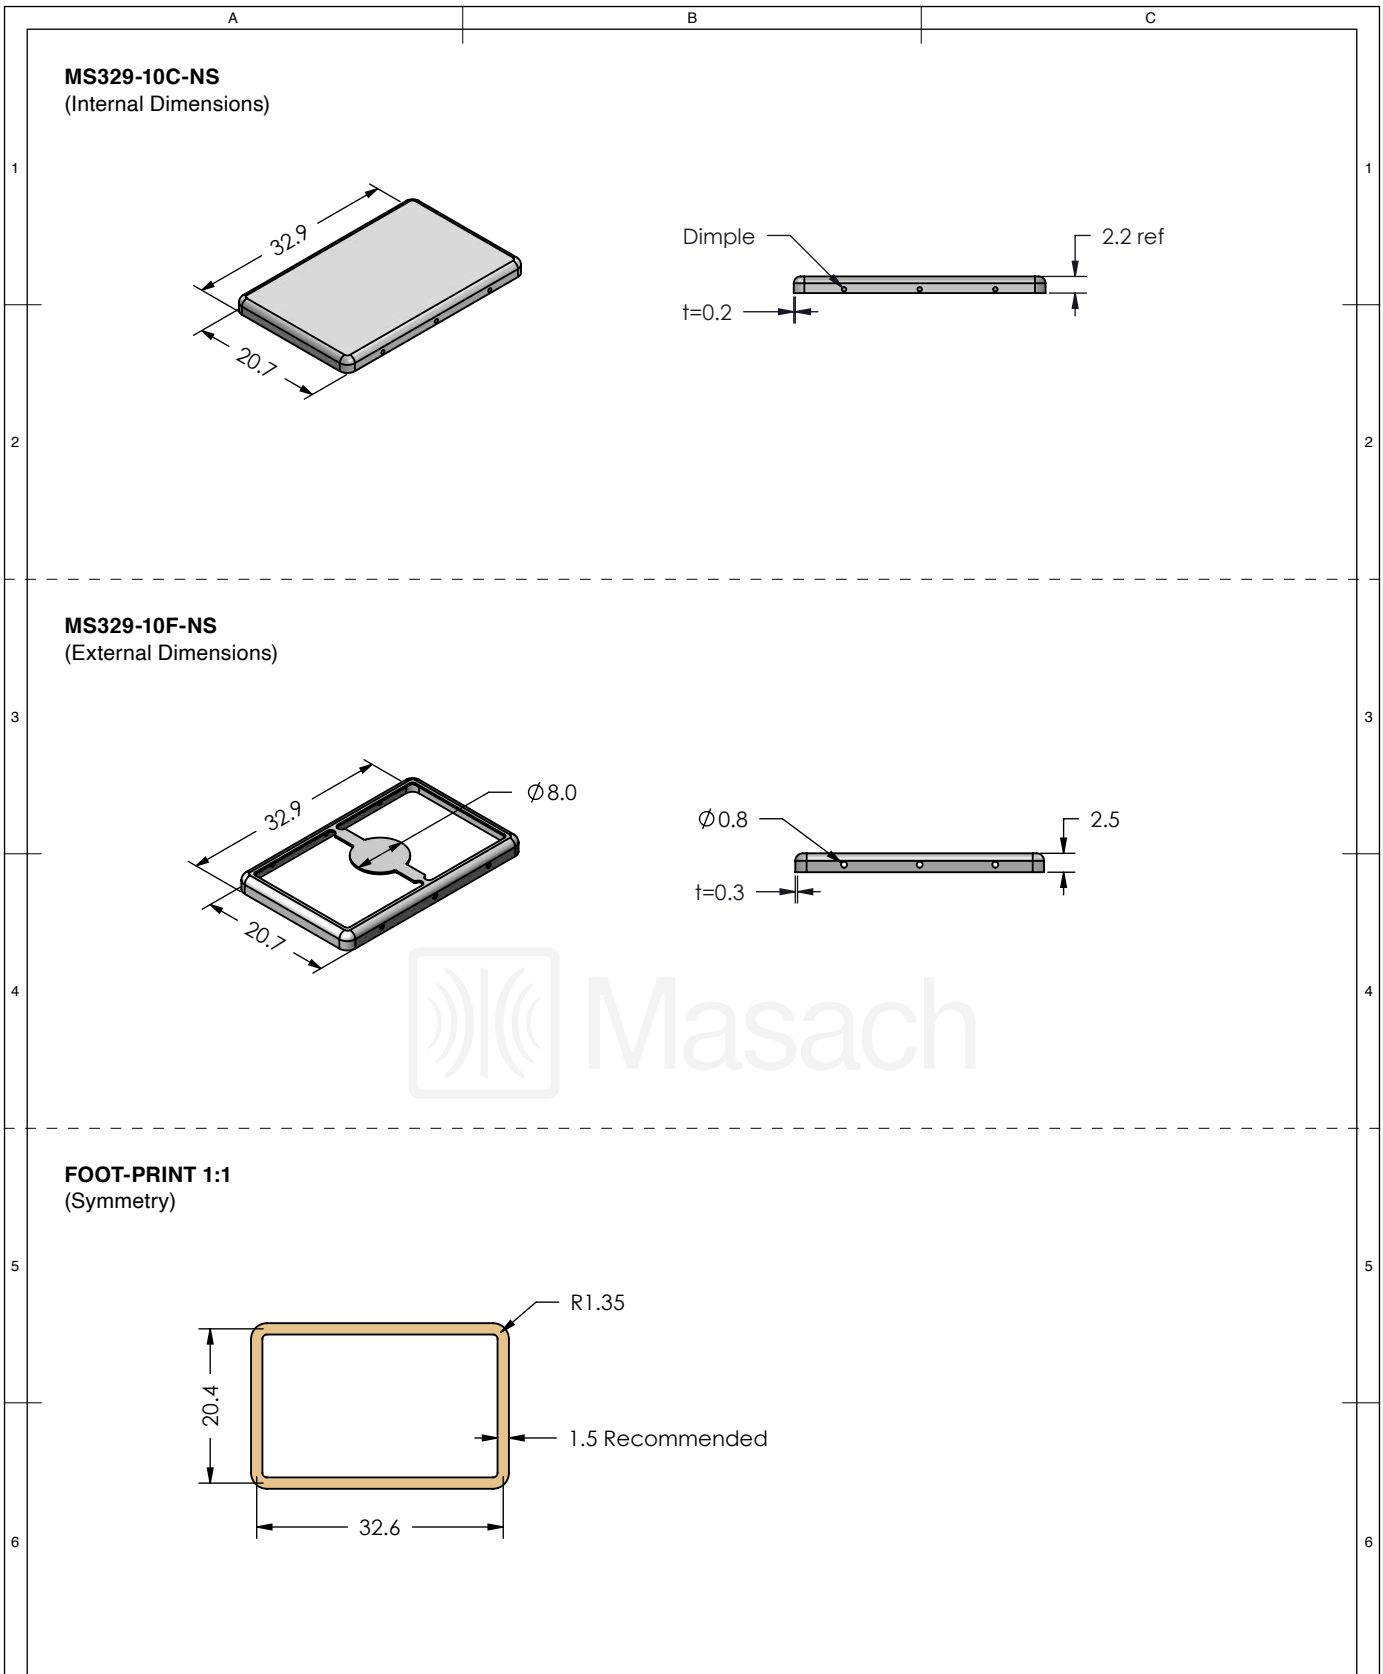 A B C
MS329-10C-NS
(Internal Dimensions)
1 1
32.9
20.7
Dimple
2.2 ref
t=0.2
2 2
MS329-10F-NS
(External Dimensions)
3 3
32.9
Ø8.0
20.7
Ø0.8
2.5
t=0.3
Masach
4 4
FOOT-PRINT 1:1
(Symmetry)
5 5
R1.35
20.4
1.5 Recommended
32.6
6 6